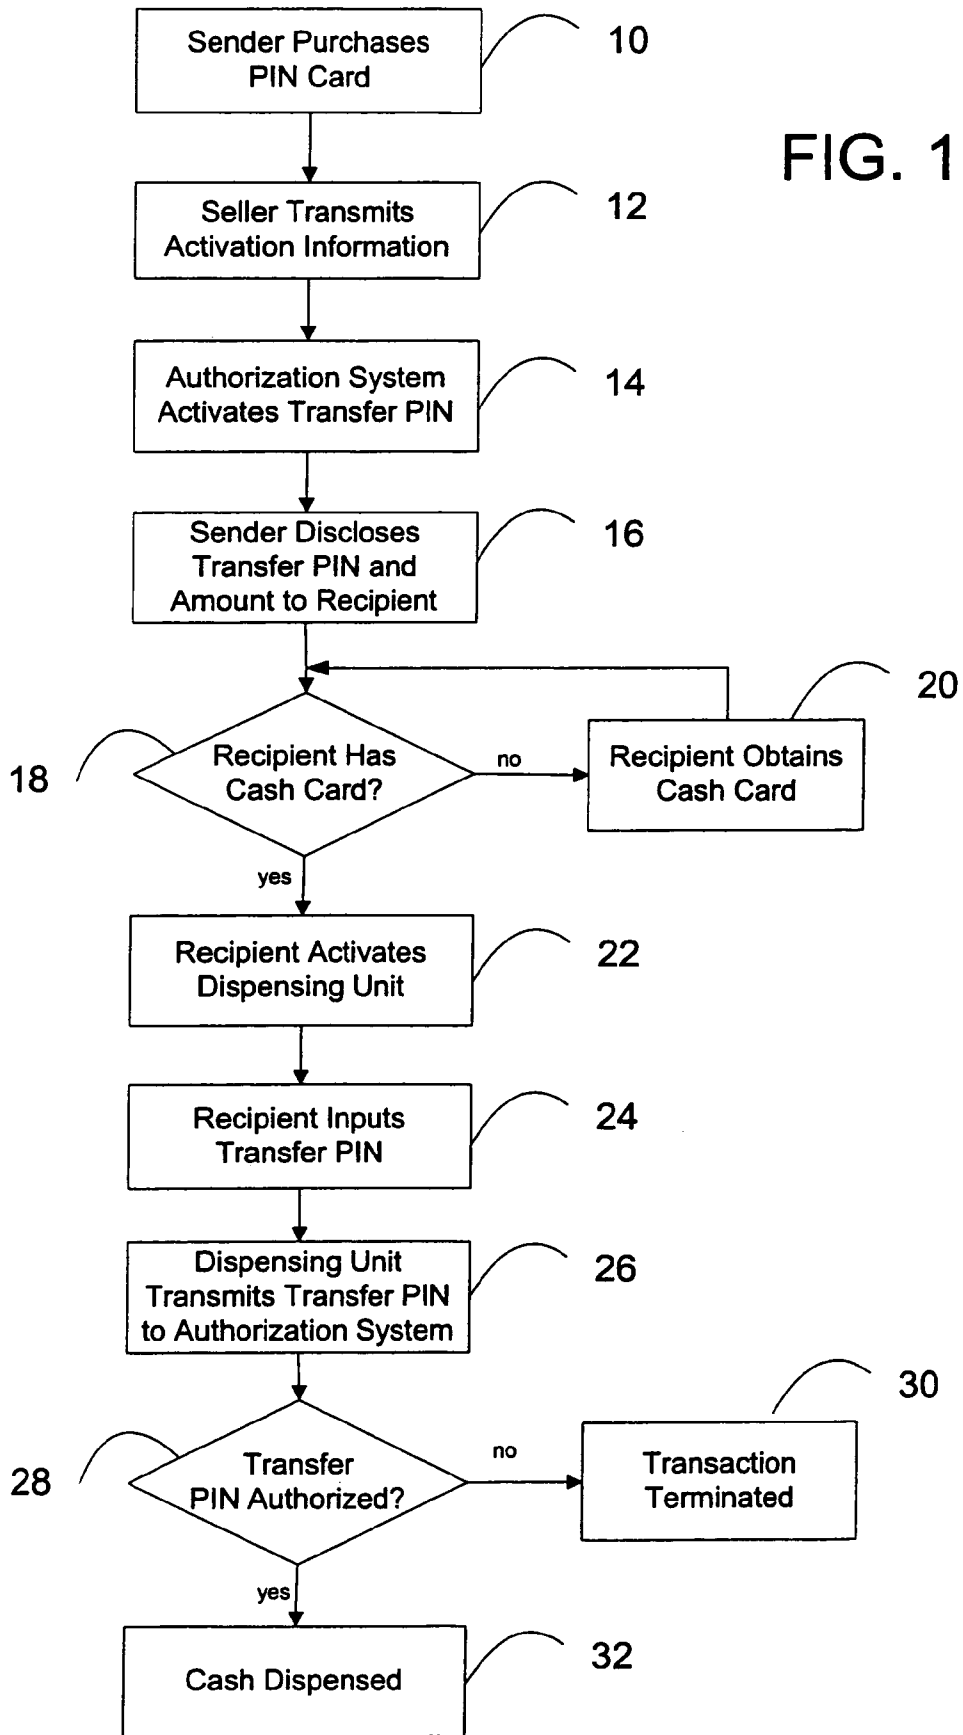 Sender Purchases
PIN Card
10
FIG. 1
Seller Transmits
Activation Information
12
Authorization System
Activates Transfer PIN
14
Sender Discloses
Transfer PIN and
Amount to Recipient
16
Recipient Has
Cash Card?
18
no
Recipient Obtains
Cash Card
20
yes
Recipient Activates
Dispensing Unit
22
Recipient Inputs
Transfer PIN
24
Dispensing Unit
Transmits Transfer PIN
to Authorization System
26
Transfer
PIN Authorized?
28
no
Transaction
Terminated
30
yes
Cash Dispensed
32